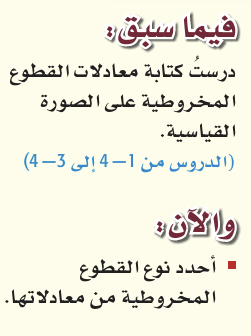 فيما سبق:
درستُ كتابة معادلات القطوع
المخروطية على الصورة
القياسية.
(الدروس من 1–4 إلى 3–4)
والآن:
■ أحدد نوع القطوع
المخروطية من معادلاتها.